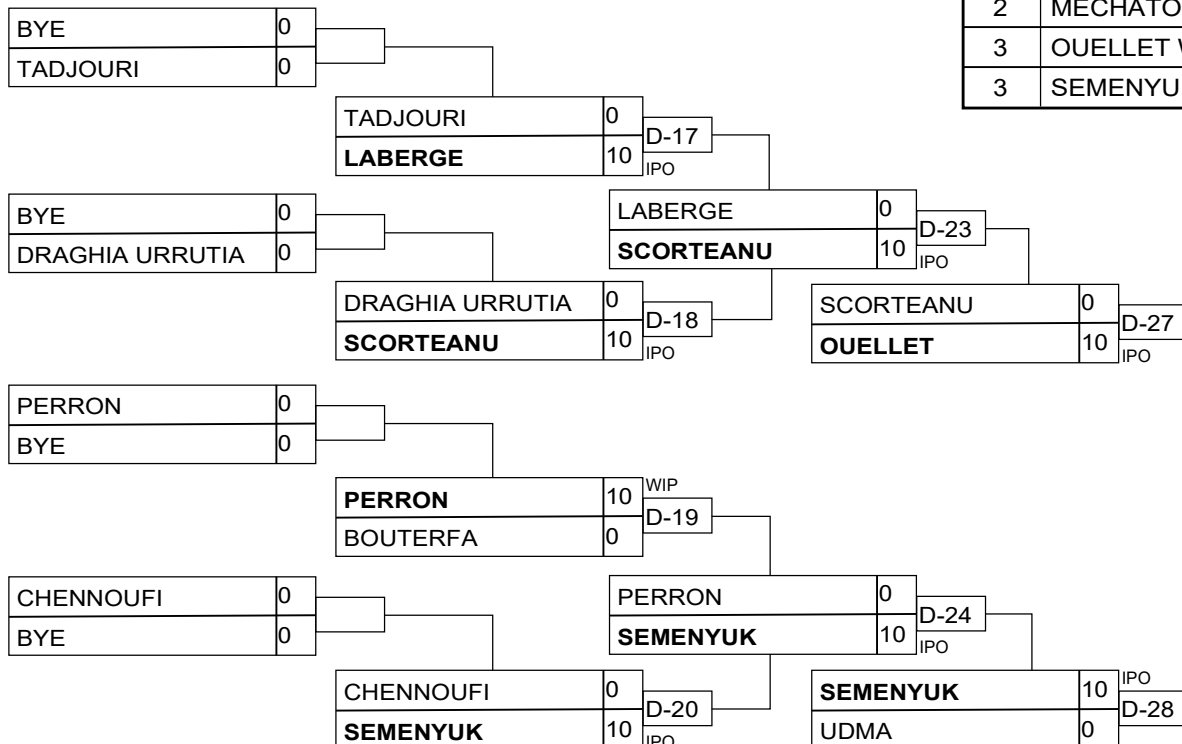 2 MECHATO
3 OUELLET
3 SEMENYU
BYE 0
TADJOURI 0
TADJOURI 0
LABERGE 10
D-17
IPO
BYE 0
DRAGHIA URRUTIA 0
DRAGHIA URRUTIA 0
SCORTEANU 10
D-18
IPO
LABERGE 0
SCORTEANU 10
D-23
IPO
SCORTEANU 0
OUELLET 10
D-27
IPO
PERRON 0
BYE 0
PERRON 10
BOUTERFA 0
WIP
D-19
CHENNOUFI 0
BYE 0
CHENNOUFI 0
SEMENYUK 10
D-20
IPO
PERRON 0
SEMENYUK 10
D-24
IPO
SEMENYUK 10
UDMA 0
IPO
D-28